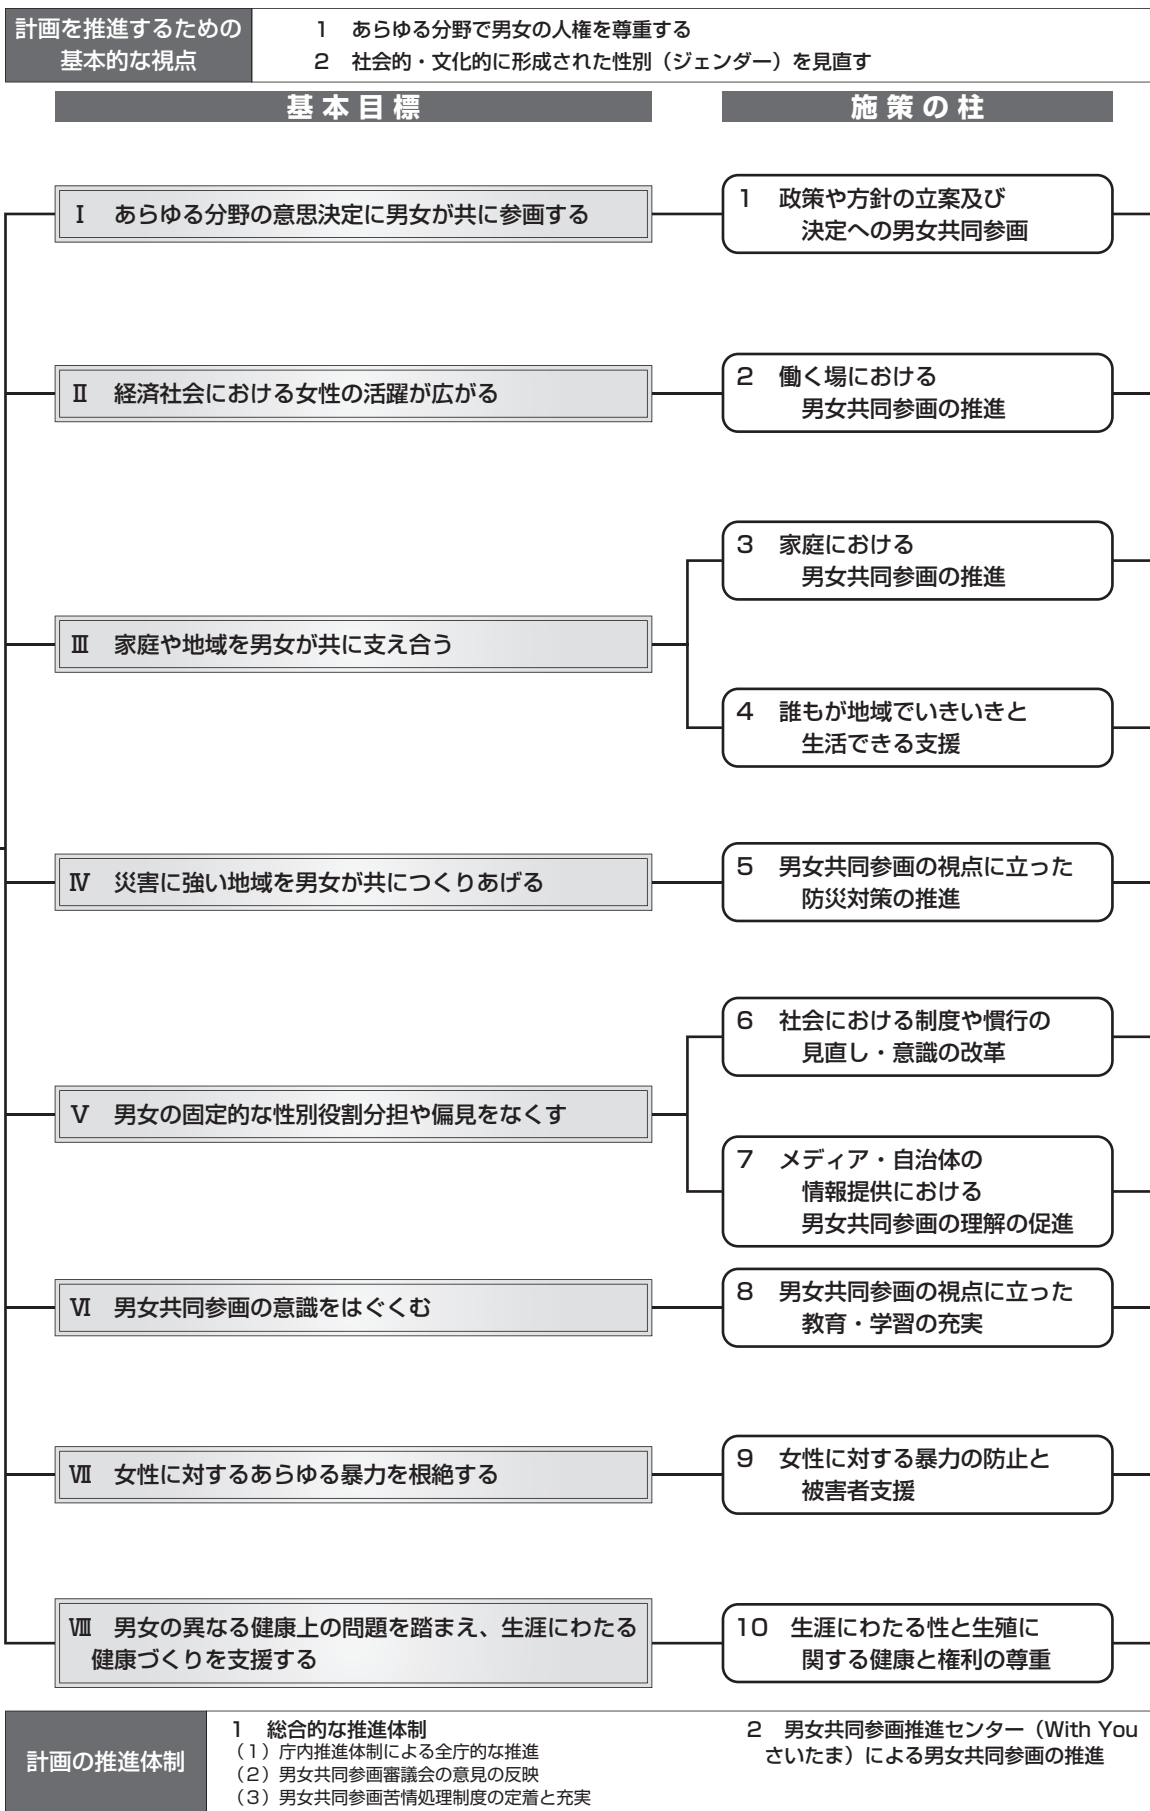 計画を推進するための
基本的な視点
1 あらゆる分野で男女の人権を尊重する
2 社会的・文化的に形成された性別（ジェンダー）を見直す
基本目標
施策の柱
Ⅰ あらゆる分野の意思決定に男女が共に参画する
1 政策や方針の立案及び
決定への男女共同参画
Ⅱ 経済社会における女性の活躍が広がる
2 働く場における
男女共同参画の推進
Ⅲ 家庭や地域を男女が共に支え合う
3 家庭における
男女共同参画の推進
4 誰もが地域でいきいきと
生活できる支援
Ⅳ 災害に強い地域を男女が共につくりあげる
5 男女共同参画の視点に立った
防災対策の推進
Ⅴ 男女の固定的な性別役割分担や偏見をなくす
6 社会における制度や慣行の
見直し・意識の改革
7 メディア・自治体の
情報提供における
男女共同参画の理解の促進
Ⅵ 男女共同参画の意識をはぐくむ
8 男女共同参画の視点に立った
教育・学習の充実
Ⅶ 女性に対するあらゆる暴力を根絶する
9 女性に対する暴力の防止と
被害者支援
Ⅷ 男女の異なる健康上の問題を踏まえ、生涯にわたる
健康づくりを支援する
10 生涯にわたる性と生殖に
関する健康と権利の尊重
計画の推進体制
1 総合的な推進体制
（1）庁内推進体制による全庁的な推進
（2）男女共同参画審議会の意見の反映
（3）男女共同参画苦情処理制度の定着と充実
2 男女共同参画推進センター（With You
さいたま）による男女共同参画の推進